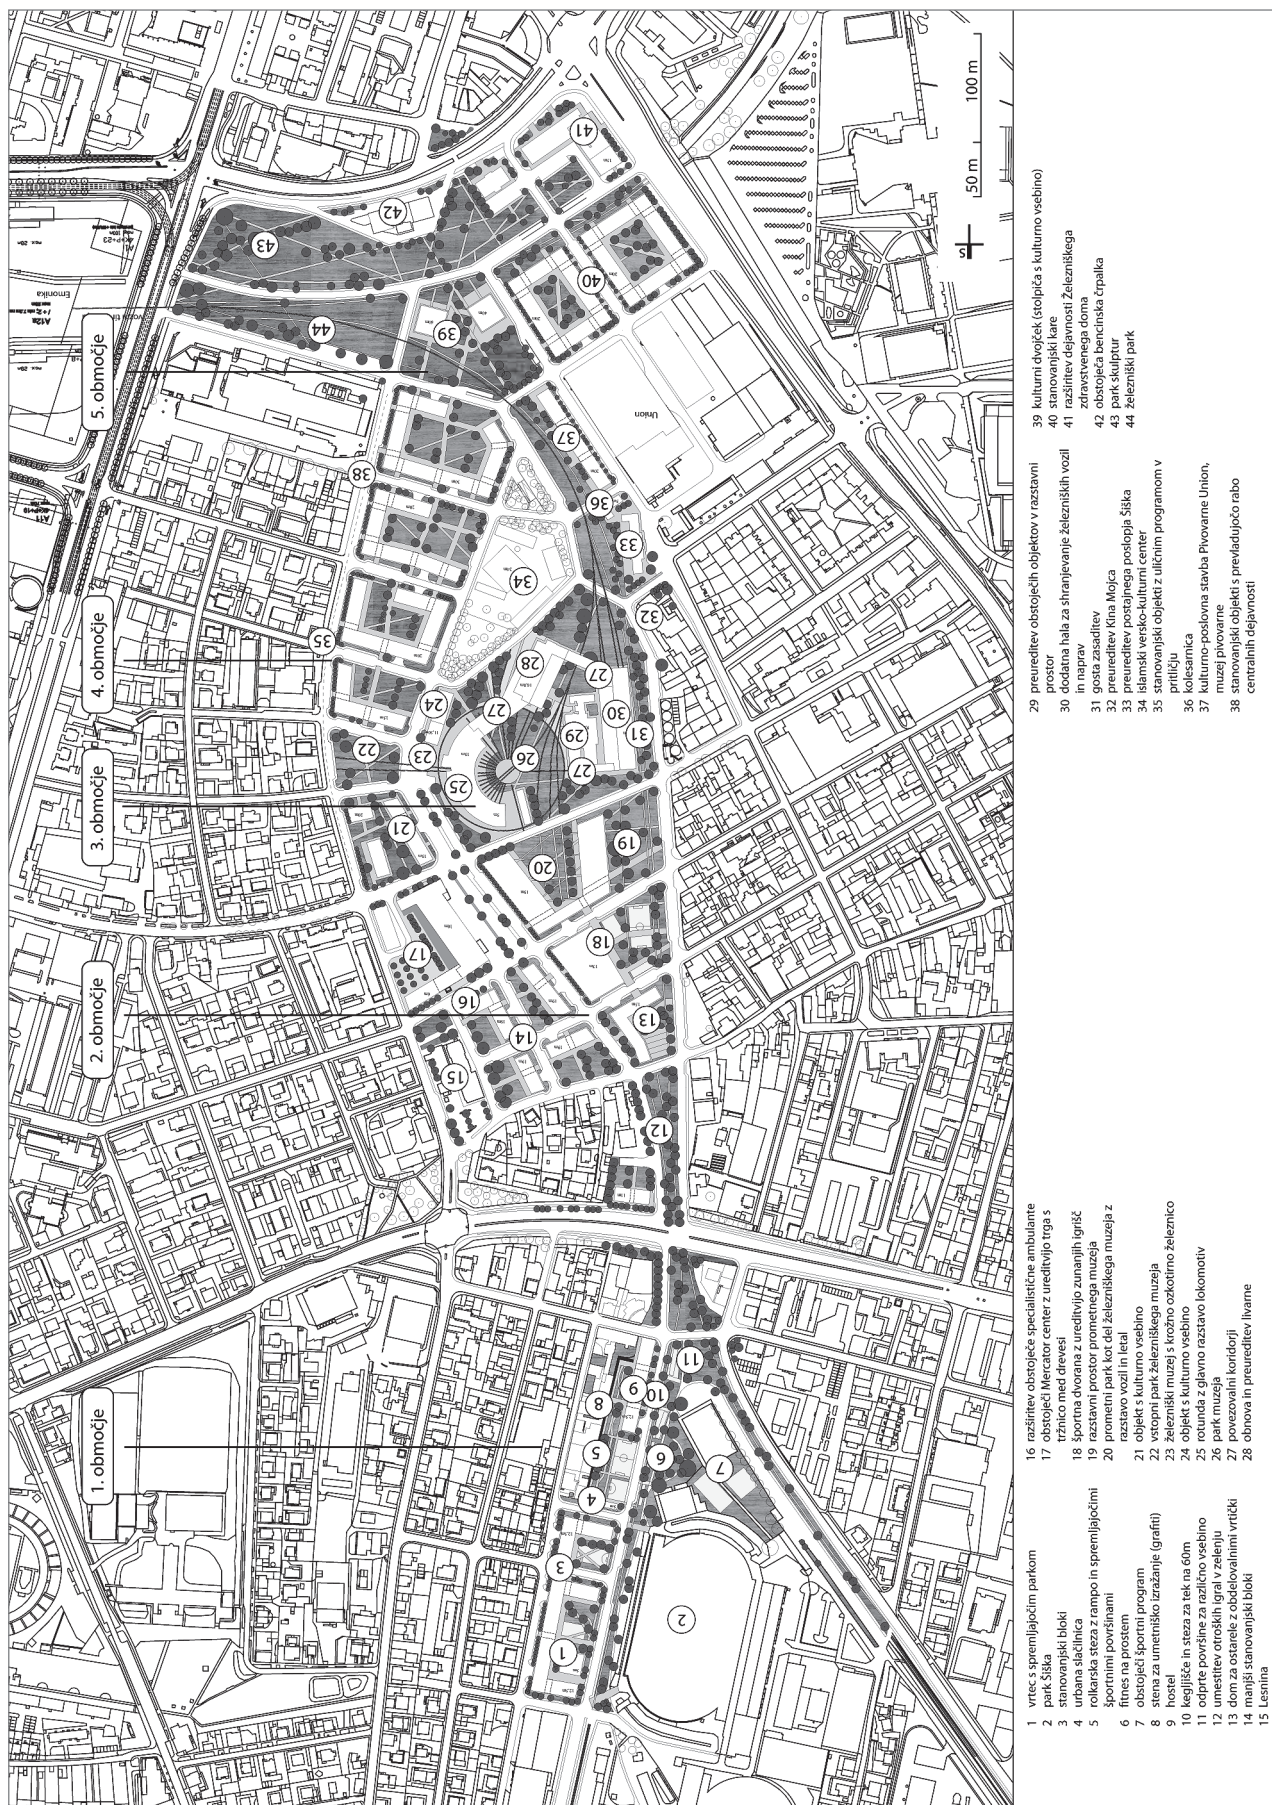 1. območje
2. območje
3. območje
4. območje
5. območje
Emonika
Union
50 m
100 m
S
1 vrtec s spremljajočim parkom
2 park Šiška
3 stanovanjski bloki
4 urbana slačilnica
5 rolkarska steza z rampo in spremljajočimi
športnimi površinami
6 fitnes na prostem
7 obstoječi športni program
8 stena za umetniško izražanje (grafiti)
9 hostel
10 kegljišče in steza za tek na 60m
11 odprte površine za različno vsebino
12 umestitev otroških igral v zelenju
13 dom za ostarele z obdelovalnimi vrtički
14 manjši stanovanjski bloki
15 Lesnina
16 razširitev obstoječe specialistične ambulante
17 obstoječi Mercator center z ureditvijo trga s
tržnico med drevesi
18 športna dvorana z ureditvijo zunanjih igrišč
19 razstavni prostor prometnega muzeja
20 prometni park kot del železniškega muzeja z
razstavo vozil in letal
21 objekt s kulturno vsebino
22 vstopni park železniškega muzeja
23 železniški muzej s krožno ozkotirno železnico
24 objekt s kulturno vsebino
25 rotunda z glavno razstavo lokomotiv
26 park muzeja
27 povezovalni koridorji
28 obnova in preureditev livarne
29 preureditev obstoječih objektov v razstavni
prostor
30 dodatna hala za shranjevanje železniških vozil
in naprav
31 gosta zasaditev
32 preureditev Kina Mojca
33 preureditev postajnega poslopja Šiška
34 islamski versko-kulturni center
35 stanovanjski objekti z uličnim programom v
pritličju
36 kolesarnica
37 kulturno-poslovna stavba Pivovarne Union,
muzej pivovarne
38 stanovanjski objekti s prevladujočo rabo
centralnih dejavnosti
39 kulturni dvojček (stolpiča s kulturno vsebino)
40 stanovanjski kare
41 razširitev dejavnosti Železniškega
zdravstvenega doma
42 obstoječa bencinska črpalka
43 park skulptur
44 železniški park